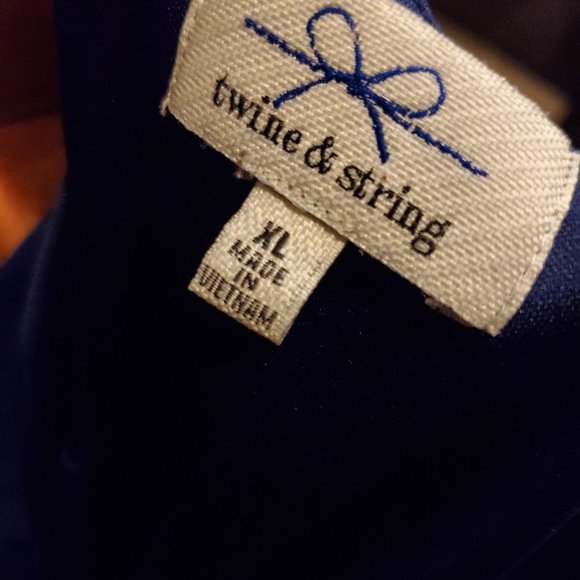 twine & string
XL
MADE
IN
VIETNAM